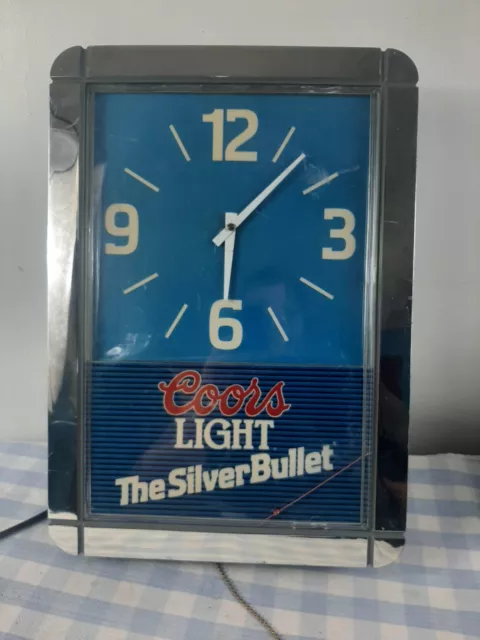 12
9 3
6
Coors
LIGHT
The Silver Bullet